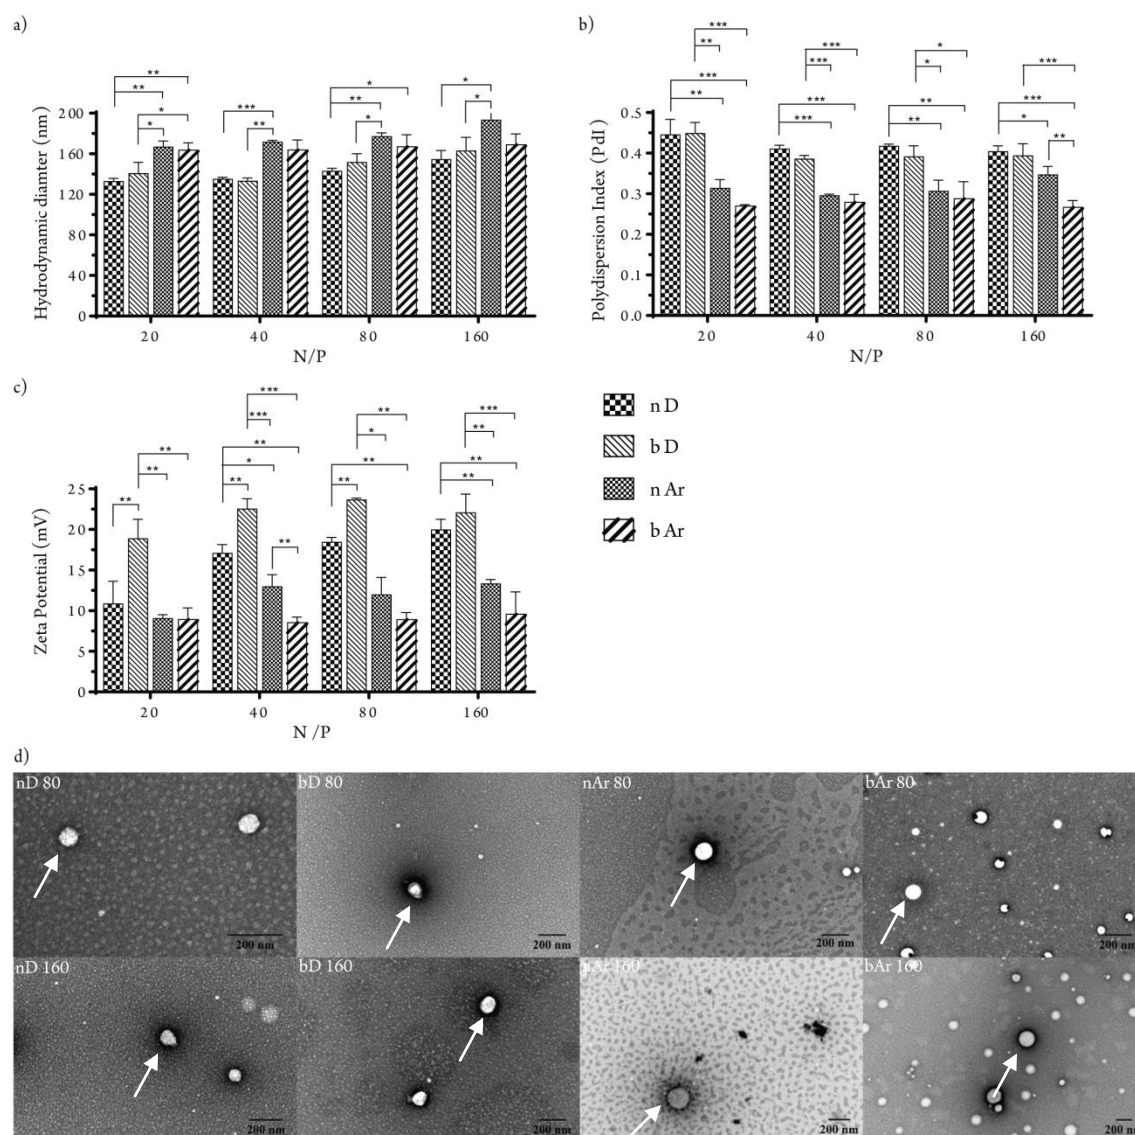 a)
b)
Hydrodynamic diamter (nm)
200
160
120
80
40
0
** ** * * *** ** * ** * * *
20 40 80 160
N/P
Polydispersion Index (PdI)
0.5
0.4
0.3
0.2
0.1
0.0
*** ** *** ** *** *** *** *** * * ** ** *** *** * **
20 40 80 160
N/P
c)
Zeta Potential (mV)
25
20
15
10
5
0
** ** ** *** *** ** * ** ** ** * ** ** *** ** ** **
20 40 80 160
N /P
n D
b D
n Ar
b Ar
d)
nD 80
bD 80
nAr 80
bAr 80
200 nm
200 nm
200 nm
200 nm
nD 160
bD 160
nAr 160
bAr 160
200 nm
200 nm
200 nm
200 nm